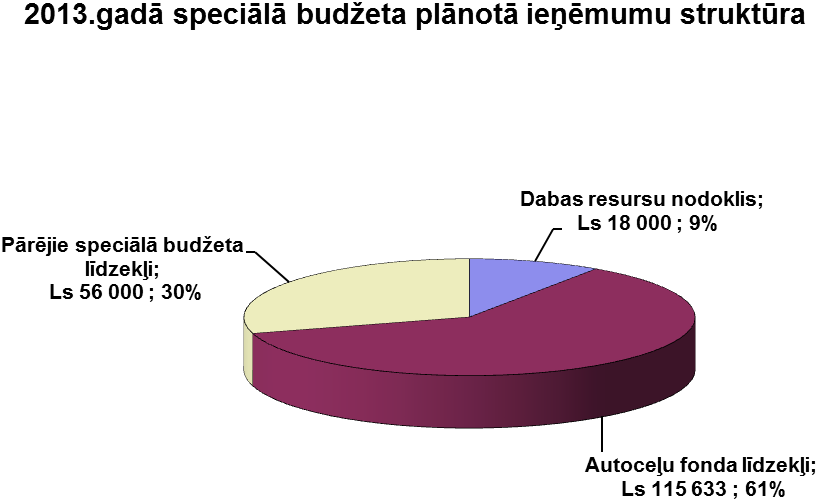 2013.gadā speciālā budžeta plānotā ieņēmumu struktūra
Dabas resursu nodoklis;
Ls 18 000 ; 9%
Pārējie speciālā budžeta
līdzekļi;
Ls 56 000 ; 30%
Autoceļu fonda līdzekļi;
Ls 115 633 ; 61%